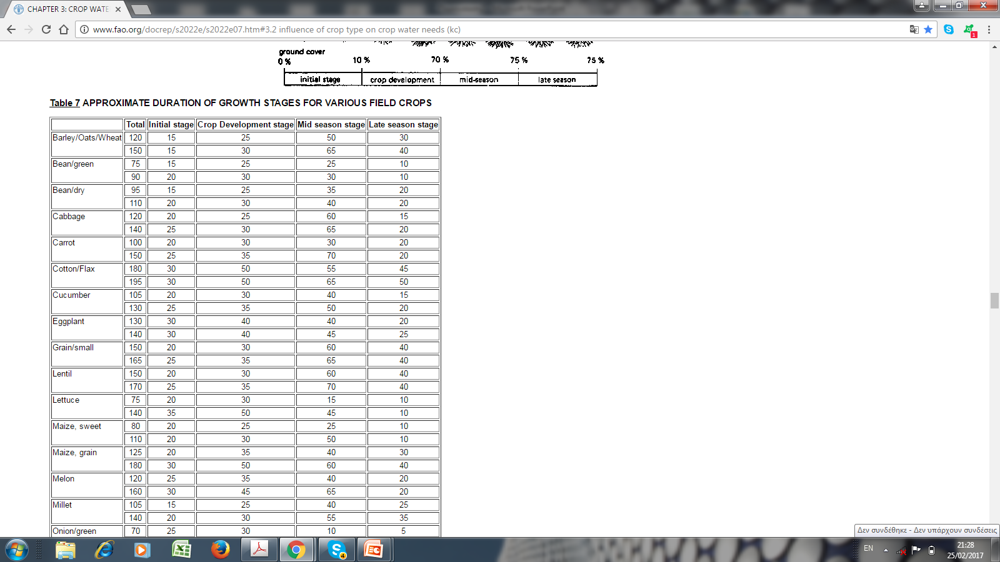 CHAPTER 3: CROP WATE
www.fao.org/docrep/s2022e/s2022e07.htm#3.2 influence of crop type on crop water needs (kc)
1
ground cover
0 % 10 % 70 % 75 % 75 %
initial stage crop development mid-season late season
Table 7 APPROXIMATE DURATION OF GROWTH STAGES FOR VARIOUS FIELD CROPS
Total Initial stage Crop Development stage Mid season stage Late season stage
Barley/Oats/Wheat 120 15 25 50 30
150 15 30 65 40
Bean/green 75 15 25 25 10
90 20 30 30 10
Bean/dry 95 15 25 35 20
110 20 30 40 20
Cabbage 120 20 25 60 15
140 25 30 65 20
Carrot 100 20 30 30 20
150 25 35 70 20
Cotton/Flax 180 30 50 55 45
195 30 50 65 50
Cucumber 105 20 30 40 15
130 25 35 50 20
Eggplant 130 30 40 40 20
140 30 40 45 25
Grain/small 150 20 30 60 40
165 25 35 65 40
Lentil 150 20 30 60 40
170 25 35 70 40
Lettuce 75 20 30 15 10
140 35 50 45 10
Maize, sweet 80 20 25 25 10
110 20 30 50 10
Maize, grain 125 20 35 40 30
180 30 50 60 40
Melon 120 25 35 40 20
160 30 45 65 20
Millet 105 15 25 40 25
140 20 30 55 35
Onion/green 70 25 30 10 5
Δεν συνδέθηκε - Δεν υπάρχουν συνδέσεις
4
EN
21:28
25/02/2017